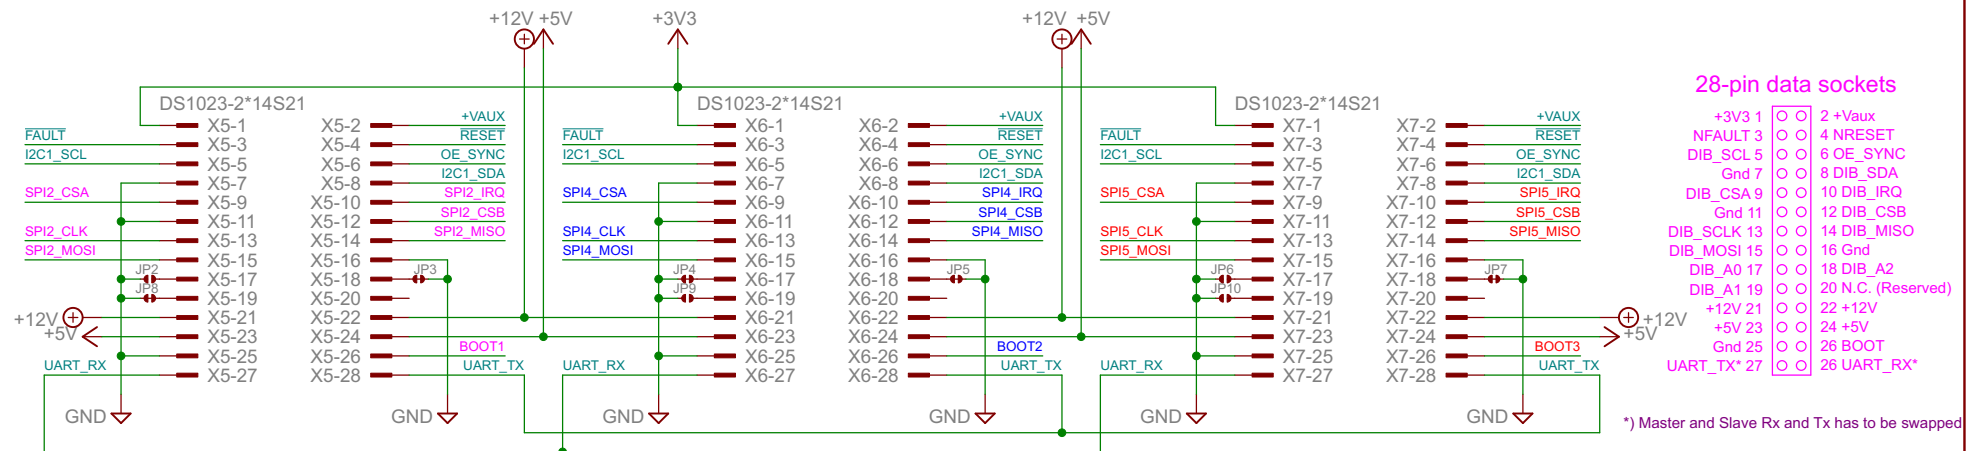 +12V +5V +3V3 +12V +5V
28-pin data sockets
DS1023-2*14S21 DS1023-2*14S21 DS1023-2*14S21
X5-1 X5-2 +VAUX X6-1 X6-2 +VAUX X7-1 X7-2 +VAUX +3V3 1 2 +Vaux
FAULT X5-3 X5-4 RESET FAULT X6-3 X6-4 RESET FAULT X7-3 X7-4 RESET NFAULT 3 4 NRESET
I2C1_SCL X5-5 X5-6 OE_SYNC I2C1_SCL X6-5 X6-6 OE_SYNC I2C1_SCL X7-5 X7-6 OE_SYNC DIB_SCL 5 6 OE_SYNC
X5-7 X5-8 I2C1_SDA X6-7 X6-8 I2C1_SDA X7-7 X7-8 I2C1_SDA Gnd 7 8 DIB_SDA
SPI2_CSA X5-9 X5-10 SPI2_IRQ SPI4_CSA X6-9 X6-10 SPI4_IRQ SPI5_CSA X7-9 X7-10 SPI5_IRQ DIB_CSA 9 10 DIB_IRQ
X5-11 X5-12 SPI2_CSB X6-11 X6-12 SPI4_CSB X7-11 X7-12 SPI5_CSB Gnd 11 12 DIB_CSB
SPI2_CLK X5-13 X5-14 SPI2_MISO SPI4_CLK X6-13 X6-14 SPI4_MISO SPI5_CLK X7-13 X7-14 SPI5_MISO DIB_SCLK 13 14 DIB_MISO
SPI2_MOSI X5-15 X5-16 SPI4_MOSI X6-15 X6-16 SPI5_MOSI X7-15 X7-16 DIB_MOSI 15 16 Gnd
JP2 X5-17 X5-18 JP3 JP4 X6-17 X6-18 JP5 JP6 X7-17 X7-18 JP7 DIB_A0 17 18 DIB_A2
JP8 X5-19 X5-20 JP9 X6-19 X6-20 JP10 X7-19 X7-20 DIB_A1 19 20 N.C. (Reserved)
+12V X5-21 X5-22 X6-21 X6-22 X7-21 X7-22 +12V +12V 21 22 +12V
+5V X5-23 X5-24 X6-23 X6-24 X7-23 X7-24 +5V +5V 23 24 +5V
X5-25 X5-26 BOOT1 X6-25 X6-26 BOOT2 X7-25 X7-26 BOOT3 Gnd 25 26 BOOT
UART_RX X5-27 X5-28 UART_TX UART_RX X6-27 X6-28 UART_TX UART_RX X7-27 X7-28 UART_TX UART_TX* 27 26 UART_RX*
GND GND GND GND GND GND
*) Master and Slave Rx and Tx has to be swapped